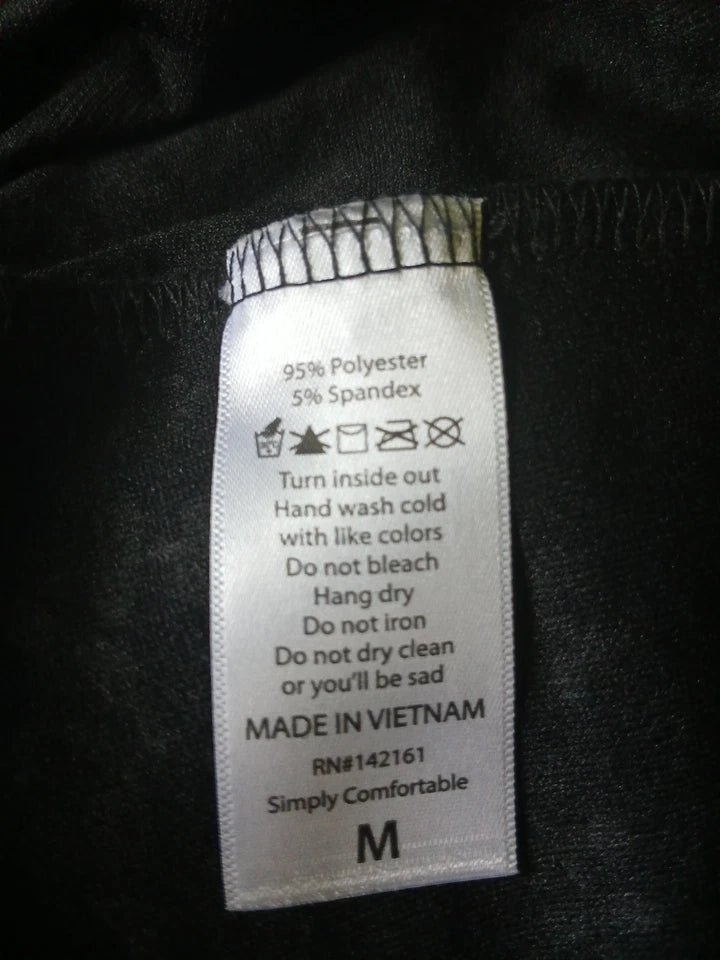 95% Polyester
5% Spandex
Turn inside out
Hand wash cold
with like colors
Do not bleach
Hang dry
Do not iron
Do not dry clean
or you'll be sad
MADE IN VIETNAM
RN#142161
Simply Comfortable
M